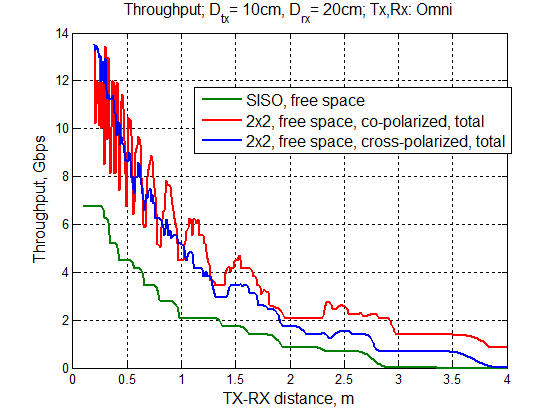 Throughput; Dtx= 10cm, Drx= 20cm; Tx,Rx: Omni
14
12
10
8
6
4
2
0
Throughput, Gbps
SISO, free space
2x2, free space, co-polarized, total
2x2, free space, cross-polarized, total
0 0.5 1 1.5 2 2.5 3 3.5 4
TX-RX distance, m